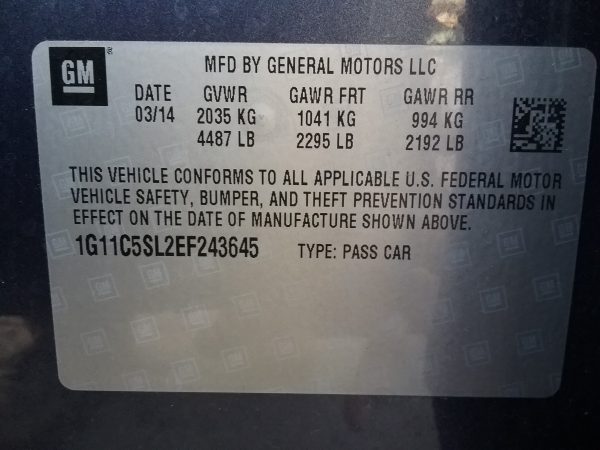 GM
MFD BY GENERAL MOTORS LLC
DATE GVWR GAWR FRT GAWR RR
03/14 2035 KG 1041 KG 994 KG
4487 LB 2295 LB 2192 LB
THIS VEHICLE CONFORMS TO ALL APPLICABLE U.S. FEDERAL MOTOR
VEHICLE SAFETY, BUMPER, AND THEFT PREVENTION STANDARDS IN
EFFECT ON THE DATE OF MANUFACTURE SHOWN ABOVE.
1G11C5SL2EF243645 TYPE: PASS CAR